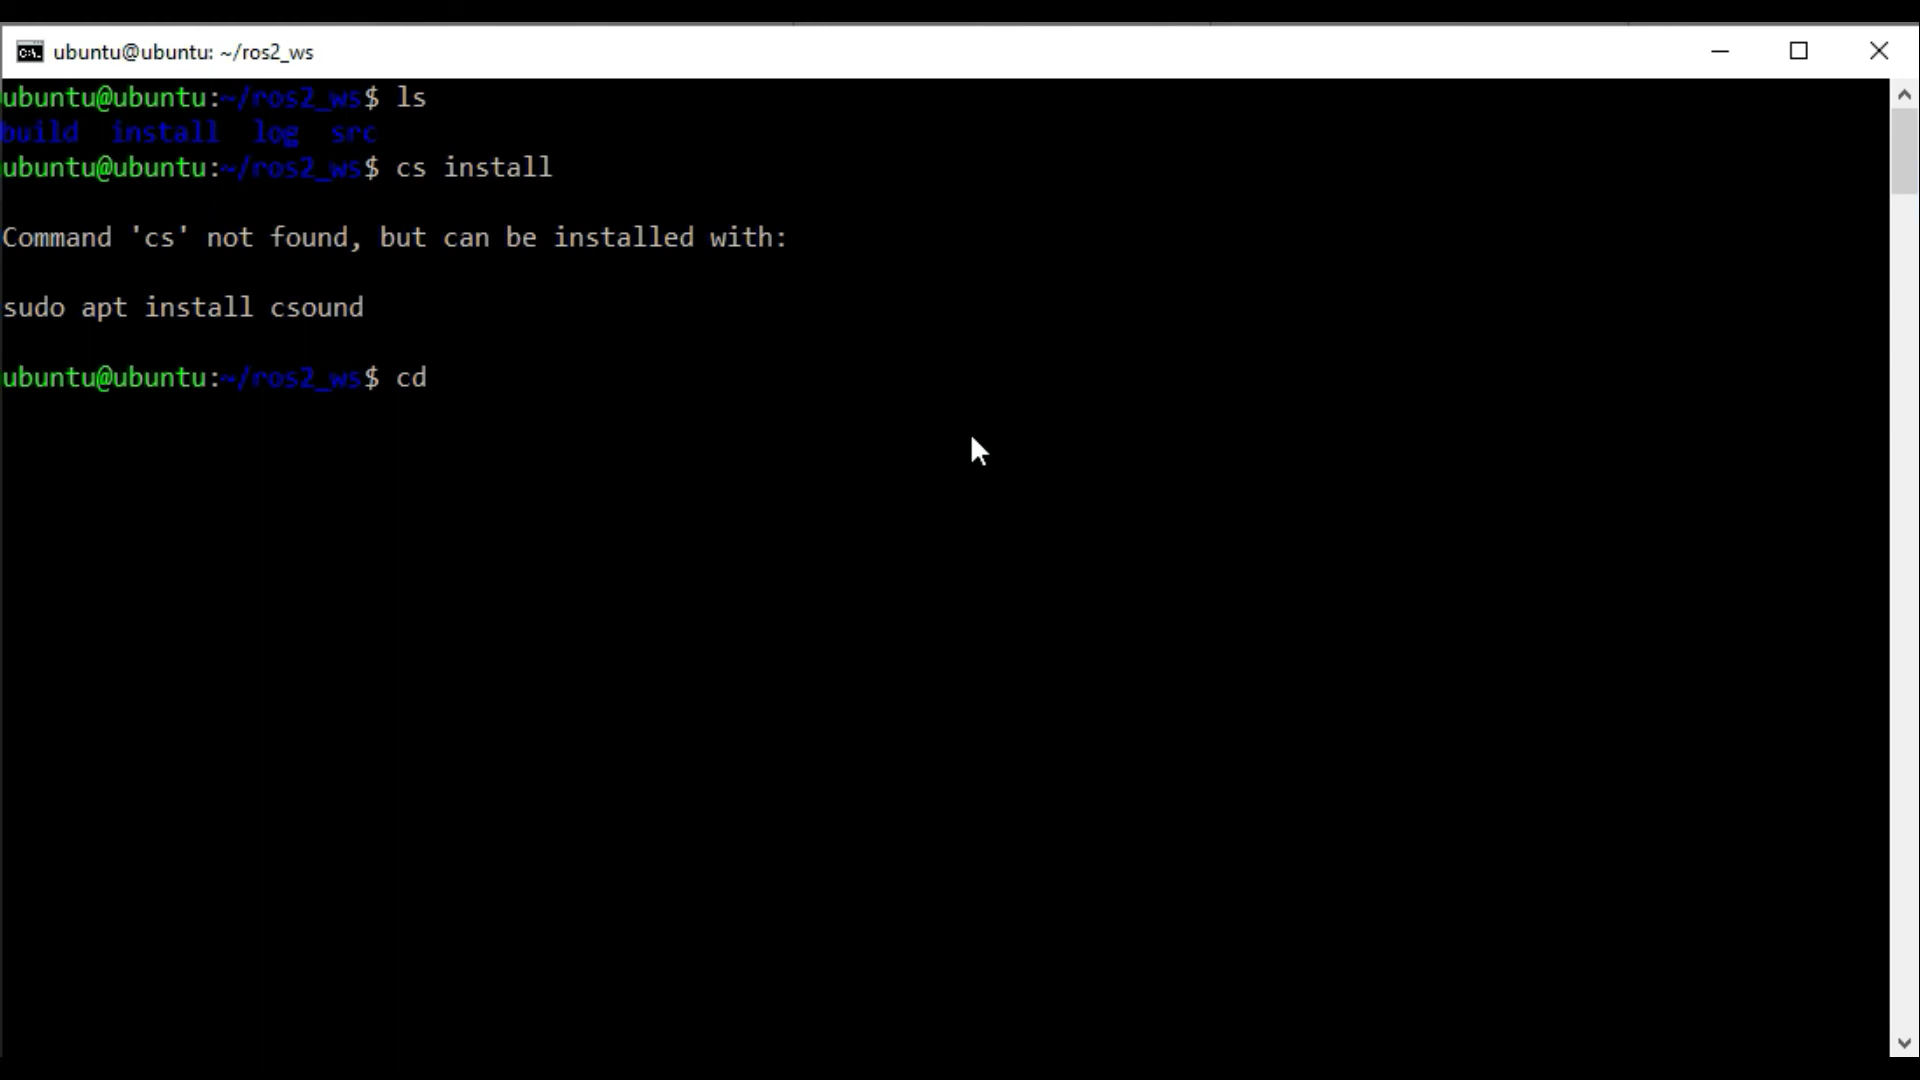 ubuntu@ubuntu: ~/ros2_ws
ubuntu@ubuntu:~/ros2_ws$ ls
build  install  log  src
ubuntu@ubuntu:~/ros2_ws$ cs install
Command 'cs' not found, but can be installed with:
sudo apt install csound
ubuntu@ubuntu:~/ros2_ws$ cd